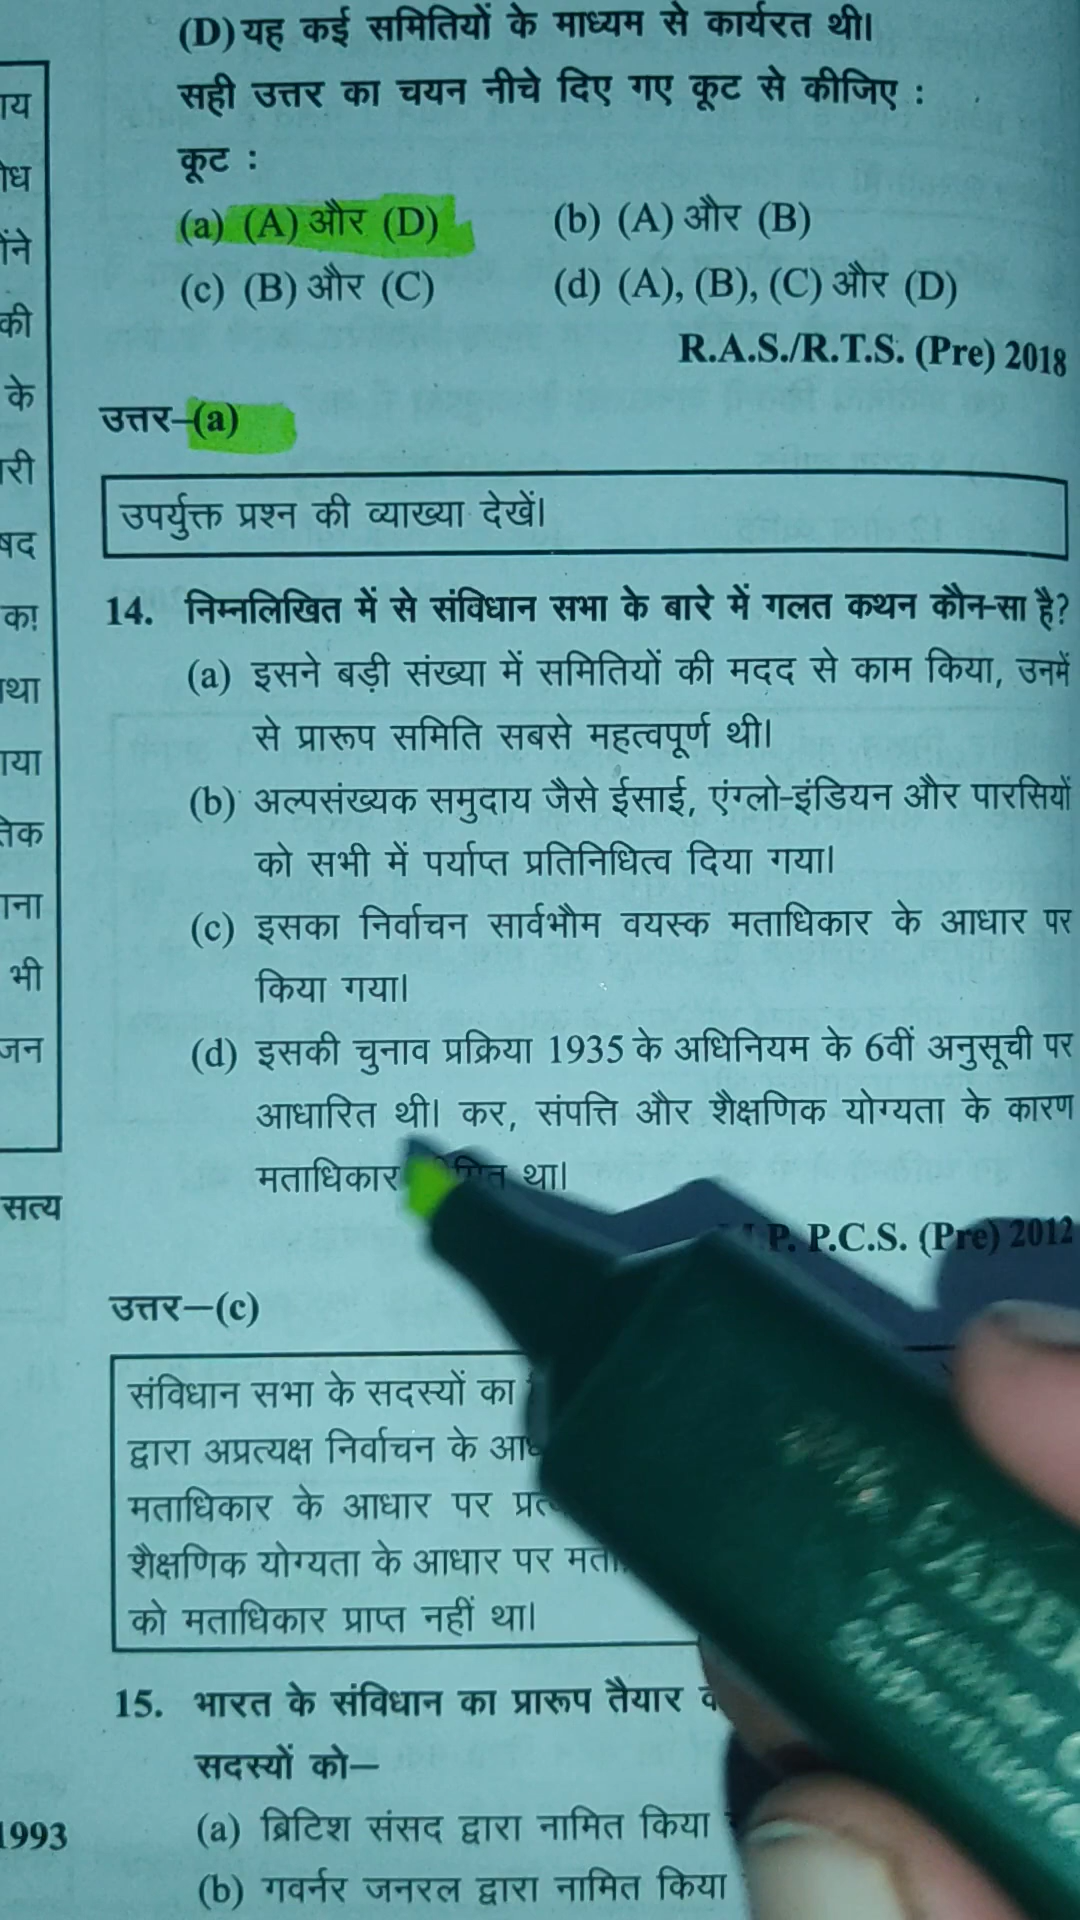 (D) यह कई समितियों के माध्यम से कार्यरत थी।
सही उत्तर का चयन नीचे दिए गए कूट से कीजिए :
कूट :
(a) (A) और (D) (b) (A) और (B)
(c) (B) और (C) (d) (A), (B), (C) और (D)
R.A.S./R.T.S. (Pre) 2018
उत्तर–(a)
उपर्युक्त प्रश्न की व्याख्या देखें।
14. निम्नलिखित में से संविधान सभा के बारे में गलत कथन कौन-सा है?
(a) इसने बड़ी संख्या में समितियों की मदद से काम किया, उनमें
से प्रारूप समिति सबसे महत्वपूर्ण थी।
(b) अल्पसंख्यक समुदाय जैसे ईसाई, एंग्लो-इंडियन और पारसियों
को सभी में पर्याप्त प्रतिनिधित्व दिया गया।
(c) इसका निर्वाचन सार्वभौम वयस्क मताधिकार के आधार पर
किया गया।
(d) इसकी चुनाव प्रक्रिया 1935 के अधिनियम के 6वीं अनुसूची पर
आधारित थी। कर, संपत्ति और शैक्षणिक योग्यता के कारण
मताधिकार था।
P. P.C.S. (Pre) 2012
उत्तर–(c)
संविधान सभा के सदस्यों का
द्वारा अप्रत्यक्ष निर्वाचन के
मताधिकार के आधार पर
शैक्षणिक योग्यता के आधार पर
को मताधिकार प्राप्त नहीं था।
15. भारत के संविधान का प्रारूप तैयार
सदस्यों को–
(a) ब्रिटिश संसद द्वारा नामित किया
(b) गवर्नर जनरल द्वारा नामित किया
की
के
का!
भी
सत्य
1993